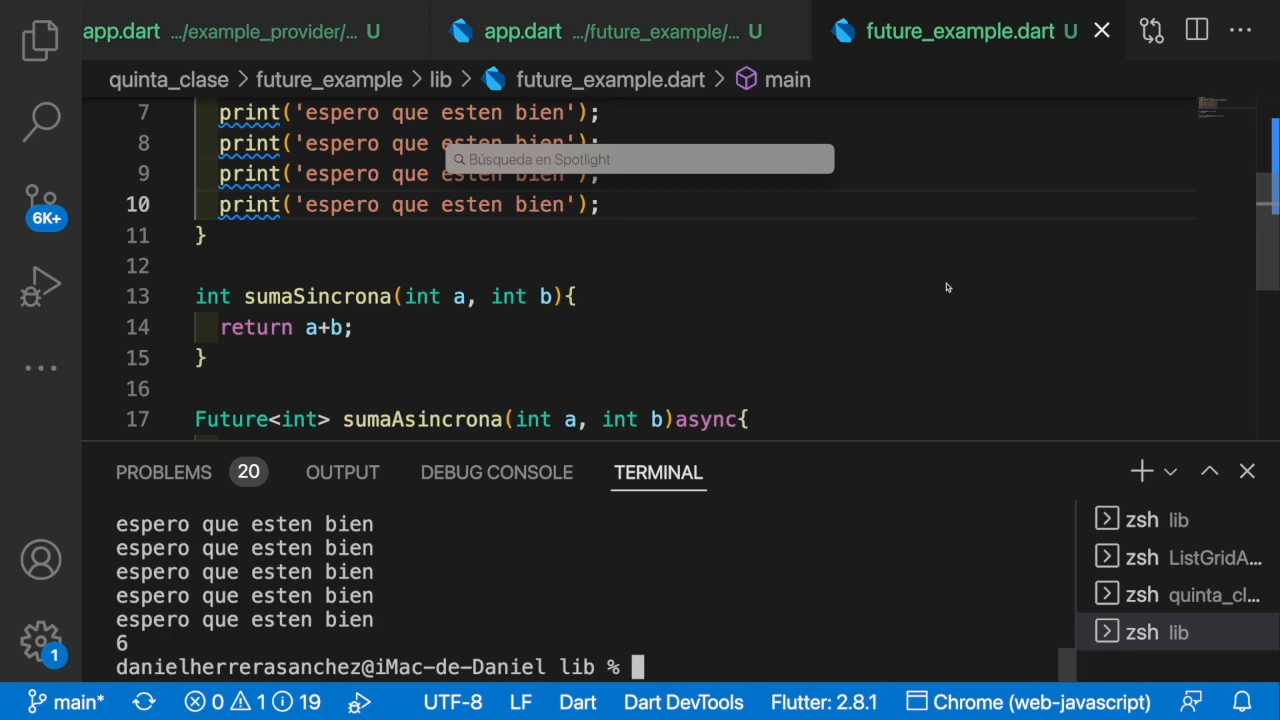 app.dart .../example_provider/... U
app.dart .../future_example/... U
future_example.dart U
quinta_clase > future_example > lib > future_example.dart > main
7 print('espero que esten bien');
8 print('espero que esten bien');
Búsqueda en Spotlight
9 print('espero que esten bien');
10 print('espero que esten bien');
11 }
12
13 int sumaSincrona(int a, int b){
14 return a+b;
15 }
16
17 Future<int> sumaAsincrona(int a, int b)async{
6K+
PROBLEMS 20 OUTPUT DEBUG CONSOLE TERMINAL
espero que esten bien
espero que esten bien
espero que esten bien
espero que esten bien
espero que esten bien
6
danielherrerasanchez@iMac-de-Daniel lib %
zsh lib
zsh ListGridA...
zsh quinta_cl...
zsh lib
1
main* 0 1 19 UTF-8 LF Dart Dart DevTools Flutter: 2.8.1 Chrome (web-javascript)